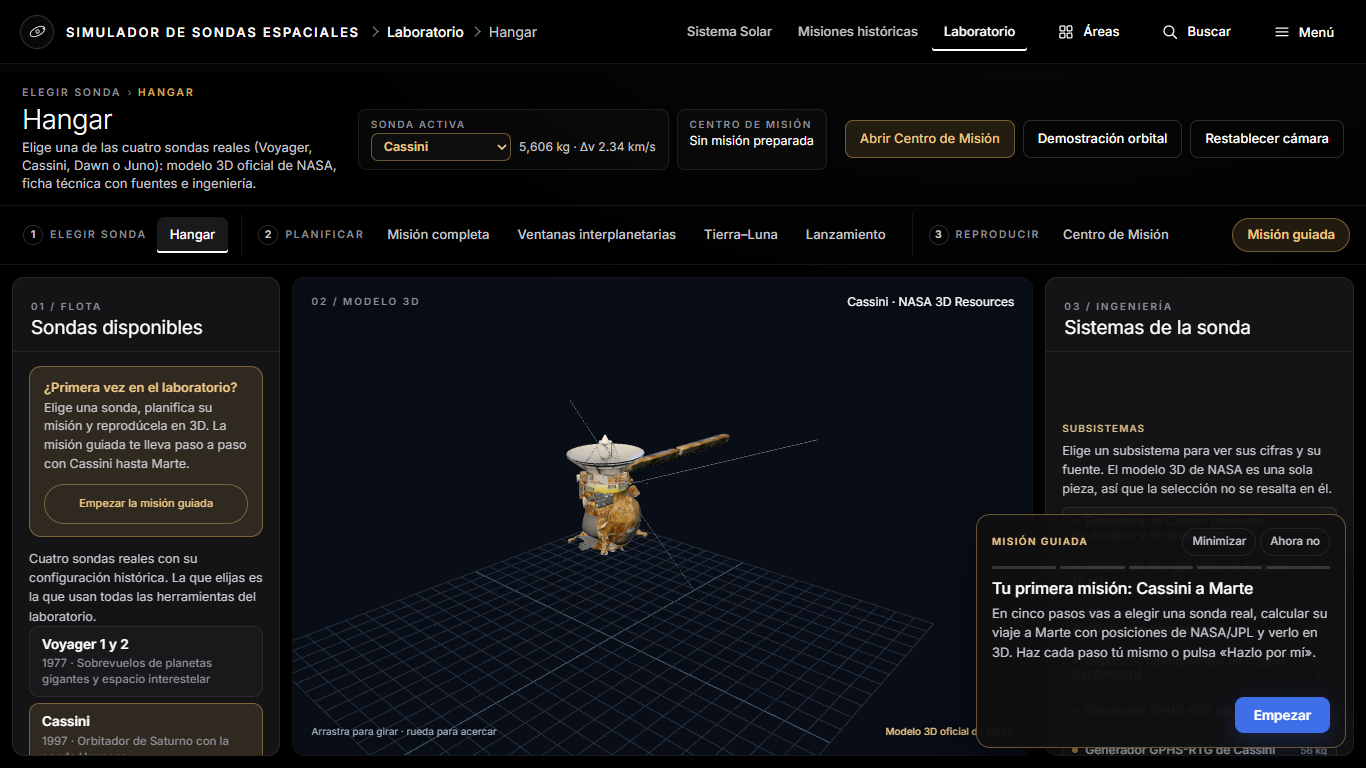 SIMULADOR DE SONDAS ESPACIALES > Laboratorio > Hangar
Sistema Solar
Misiones históricas
Laboratorio
Áreas
Buscar
Menú
ELEGIR SONDA › HANGAR
Hangar
Elige una de las cuatro sondas reales (Voyager,
Cassini, Dawn o Juno): modelo 3D oficial de NASA,
ficha técnica con fuentes e ingeniería.
SONDA ACTIVA
Cassini
5,606 kg · Δv 2.34 km/s
CENTRO DE MISIÓN
Sin misión preparada
Abrir Centro de Misión
Demostración orbital
Restablecer cámara
1 ELEGIR SONDA
Hangar
2 PLANIFICAR
Misión completa
Ventanas interplanetarias
Tierra–Luna
Lanzamiento
3 REPRODUCIR
Centro de Misión
Misión guiada
01 / FLOTA
Sondas disponibles
¿Primera vez en el laboratorio?
Elige una sonda, planifica su
misión y reprodúcela en 3D. La
misión guiada te lleva paso a paso
con Cassini hasta Marte.
Empezar la misión guiada
Cuatro sondas reales con su
configuración histórica. La que elijas es
la que usan todas las herramientas del
laboratorio.
Voyager 1 y 2
1977 · Sobrevuelos de planetas
gigantes y espacio interestelar
Cassini
1997 · Orbitador de Saturno con la
02 / MODELO 3D
Cassini · NASA 3D Resources
Arrastra para girar · rueda para acercar
Modelo 3D oficial de NASA
03 / INGENIERÍA
Sistemas de la sonda
SUBSISTEMAS
Elige un subsistema para ver sus cifras y su
fuente. El modelo 3D de NASA es una sola
pieza, así que la selección no se resalta en él.
MISIÓN GUIADA
Minimizar
Ahora no
Tu primera misión: Cassini a Marte
En cinco pasos vas a elegir una sonda real, calcular su
viaje a Marte con posiciones de NASA/JPL y verlo en
3D. Haz cada paso tú mismo o pulsa «Hazlo por mí».
Empezar
Generador GPHS-RTG de Cassini
56 kg